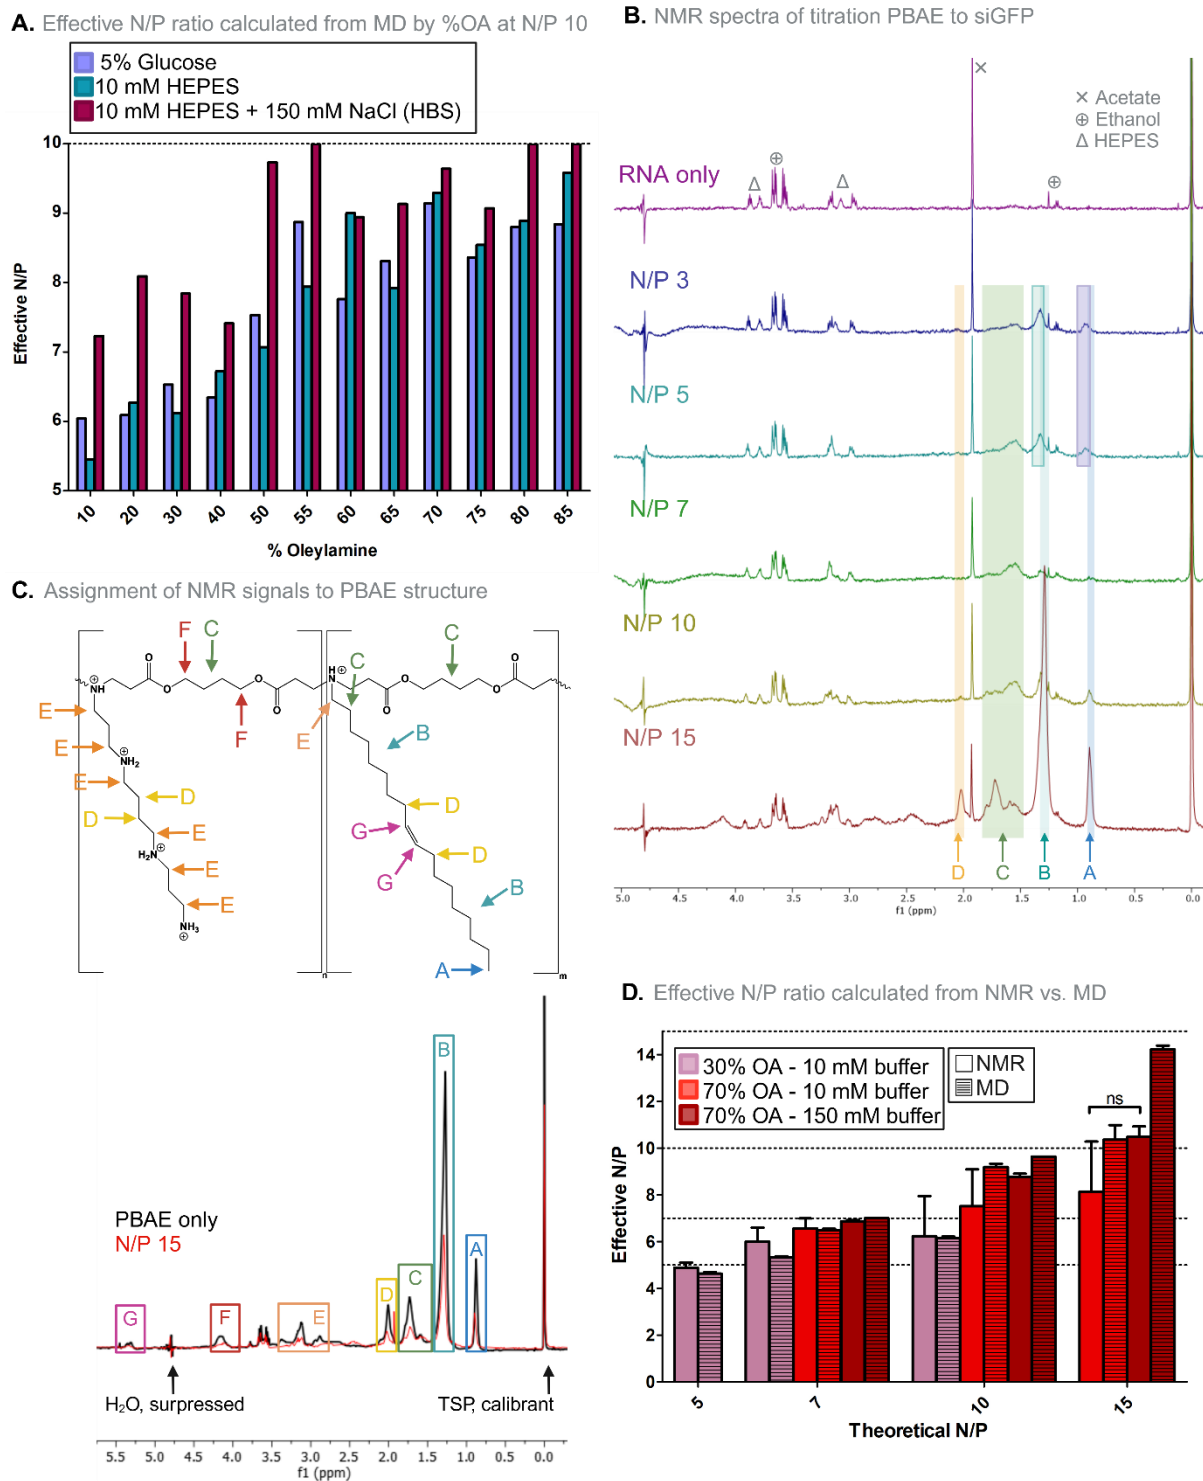 A. Effective N/P ratio calculated from MD by %OA at N/P 10
5% Glucose
10 mM HEPES
10 mM HEPES + 150 mM NaCl (HBS)
10
9
8
7
6
5
Effective N/P
10 20 30 40 50 55 60 65 70 75 80 85
% Oleylamine
B. NMR spectra of titration PBAE to siGFP
× Acetate
⊕ Ethanol
Δ HEPES
×
RNA only
Δ ⊕ Δ ⊕
N/P 3
N/P 5
N/P 7
N/P 10
N/P 15
D C B A
5.0 4.5 4.0 3.5 3.0 2.5 2.0 1.5 1.0 0.5 0.0
f1 (ppm)
C. Assignment of NMR signals to PBAE structure
F C C
O O H⊕ C O O
⊕ NH O O O O O O
E F E B
E ⊕ NH₂
E D D
D G
E D
H₂N ⊕ G
E B
E
NH₃ ⊕ A
n m
PBAE only
N/P 15
G F E D C B A
H₂O, surpressed
TSP, calibrant
5.5 5.0 4.5 4.0 3.5 3.0 2.5 2.0 1.5 1.0 0.5 0.0
f1 (ppm)
D. Effective N/P ratio calculated from NMR vs. MD
30% OA - 10 mM buffer
70% OA - 10 mM buffer
70% OA - 150 mM buffer
NMR
MD
ns
14
12
10
8
6
4
2
0
Effective N/P
5 7 10 15
Theoretical N/P